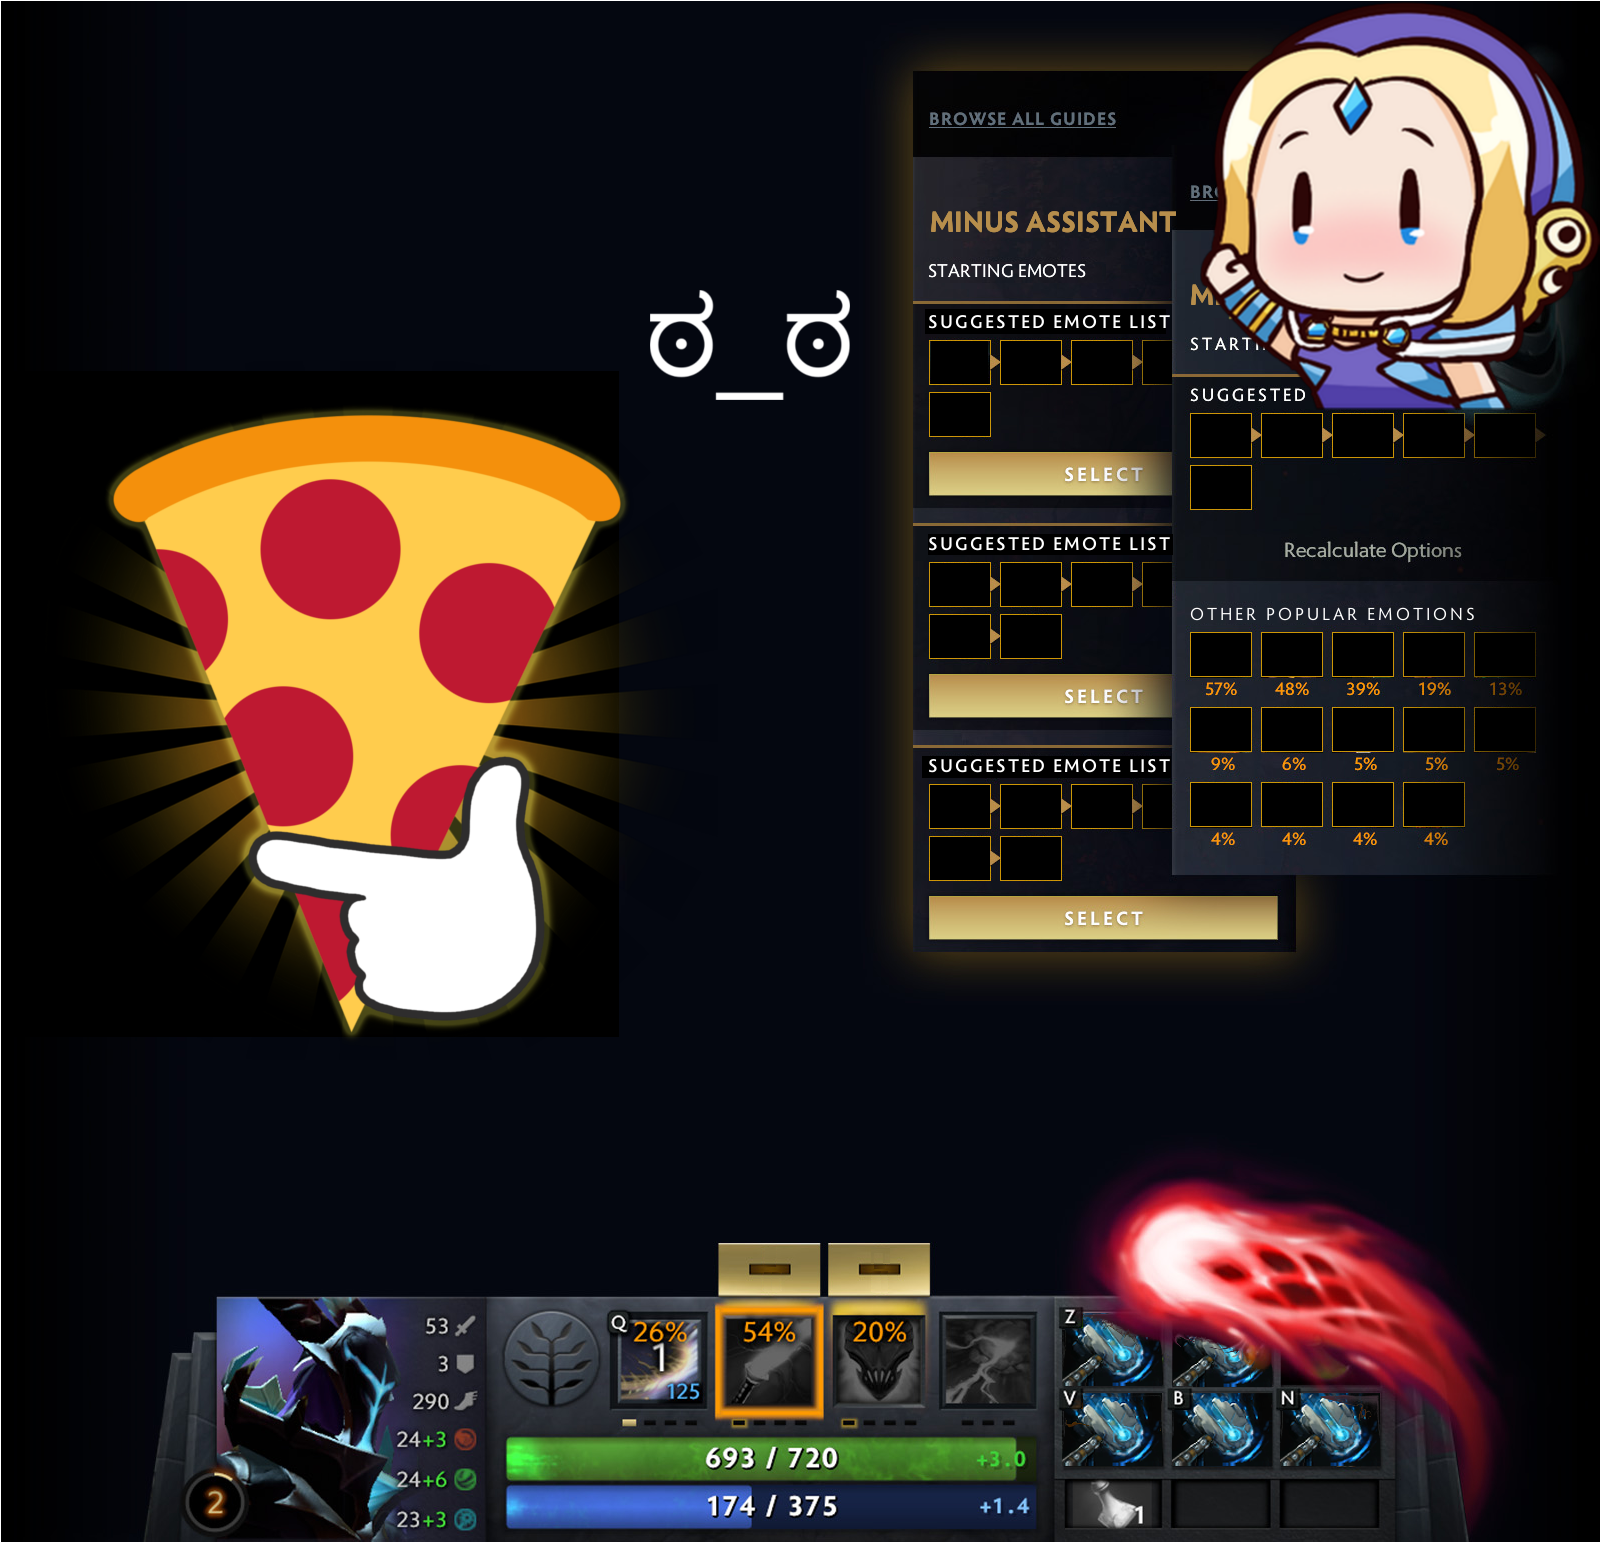 BROWSE ALL GUIDES
MINUS ASSISTANT
STARTING EMOTES
SUGGESTED EMOTE LIST
SELECT
SUGGESTED EMOTE LIST
SELECT
SUGGESTED EMOTE LIST
SELECT
SUGGESTED
Recalculate Options
OTHER POPULAR EMOTIONS
57% 48% 39% 19% 13%
9% 6% 5% 5% 5%
4% 4% 4% 4%
ಠ_ಠ
53
3
290
24+3
24+6
23+3
2
Q 26% 54% 20%
1
125
693 / 720 +3.0
174 / 375 +1.4
Z
V B N
1